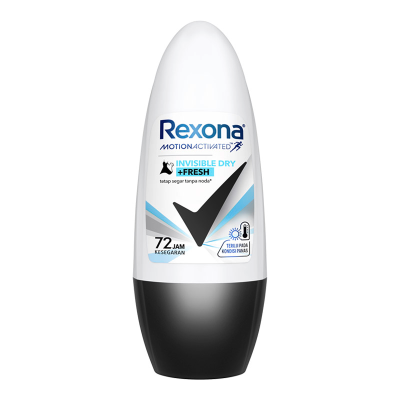 Rexona
MOTIONACTIVATED
INVISIBLE DRY
+FRESH
tetap segar tanpa noda*
72 JAM
KESEGARAN
TERUJI PADA
KONDISI PANAS